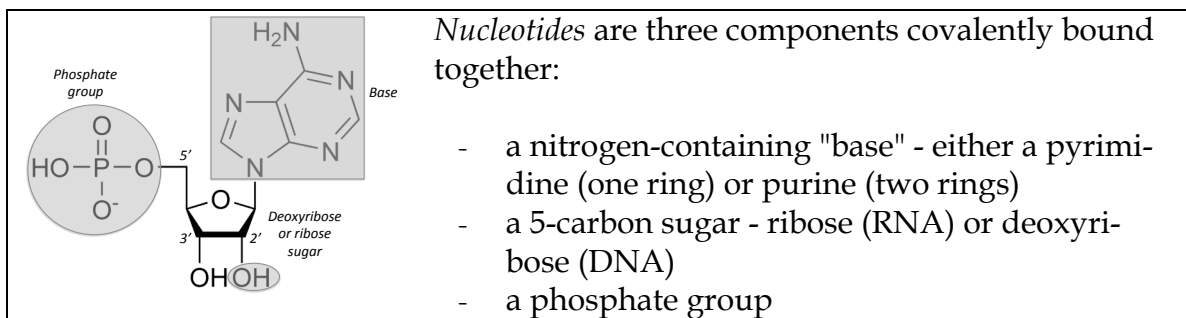 H₂N
N
N
N
N
Base
Phosphate
group
O
HO P O
O⁻
5′
O
3′
2′
Deoxyribose
or ribose
sugar
OH OH
Nucleotides are three components covalently bound
together:
- a nitrogen-containing "base" - either a pyrimi-
dine (one ring) or purine (two rings)
- a 5-carbon sugar - ribose (RNA) or deoxyri-
bose (DNA)
- a phosphate group